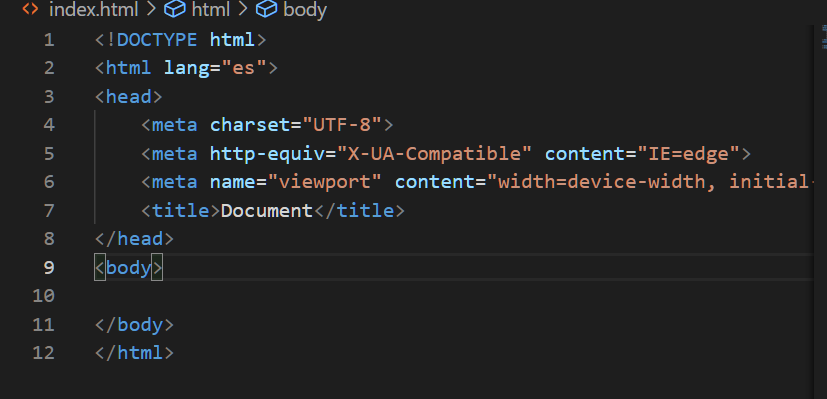 index.html > html > body
1 <!DOCTYPE html>
2 <html lang="es">
3 <head>
4 <meta charset="UTF-8">
5 <meta http-equiv="X-UA-Compatible" content="IE=edge">
6 <meta name="viewport" content="width=device-width, initial-
7 <title>Document</title>
8 </head>
9 <body>
10
11 </body>
12 </html>